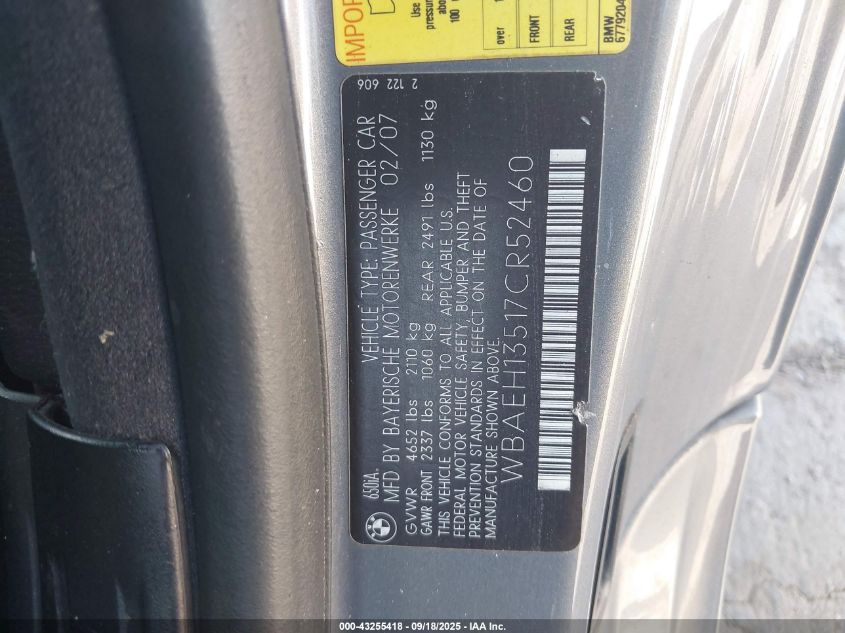 IMPOR
Use
pressu
100
over
FRONT
REAR
BMW
6779204
2 122 606
650iA.
VEHICLE TYPE: PASSENGER CAR
MFD BY BAYERISCHE MOTORENWERKE 02/07
GVWR 4652 lbs 2110 kg
GAWR FRONT 2337 lbs 1060 kg REAR 2491 lbs 1130 kg
THIS VEHICLE CONFORMS TO ALL APPLICABLE U.S.
FEDERAL MOTOR VEHICLE SAFETY, BUMPER AND THEFT
PREVENTION STANDARDS IN EFFECT ON THE DATE OF
MANUFACTURE SHOWN ABOVE.
WBAEH13517CR52460
000-43255418 - 09/18/2025 - IAA Inc.